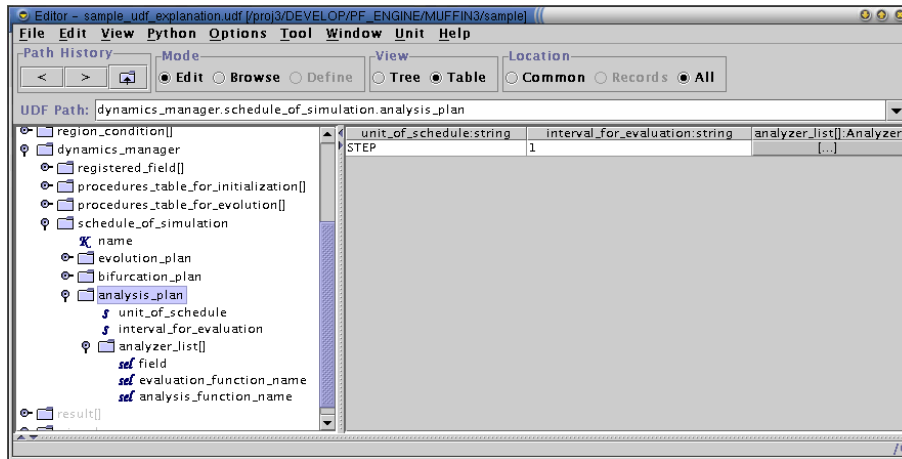 Editor – sample_udf_explanation.udf [/proj3/DEVELOP/PF_ENGINE/MUFFIN3/sample]
File Edit View Python Options Tool Window Unit Help
Path History Mode View Location
< > Edit Browse Define Tree Table Common Records All
UDF Path: dynamics_manager.schedule_of_simulation.analysis_plan
region_condition[]
dynamics_manager
registered_field[]
procedures_table_for_initialization[]
procedures_table_for_evolution[]
schedule_of_simulation
K name
evolution_plan
bifurcation_plan
analysis_plan
s unit_of_schedule
s interval_for_evaluation
analyzer_list[]
sel field
sel evaluation_function_name
sel analysis_function_name
result[]
unit_of_schedule:string interval_for_evaluation:string analyzer_list[]:Analyzer
STEP 1 [...]